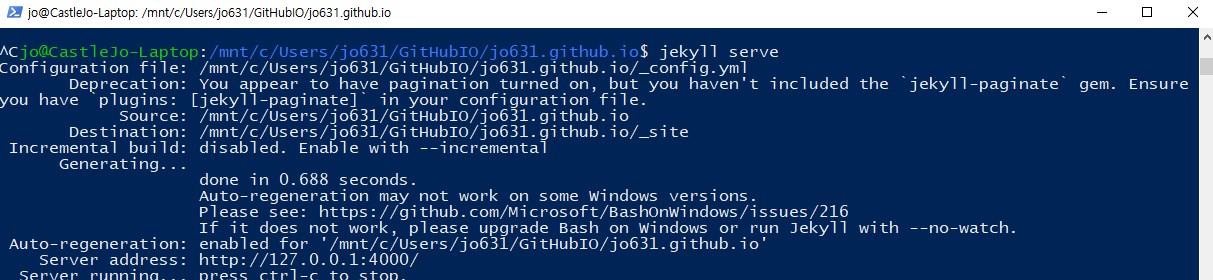 jo@CastleJo-Laptop: /mnt/c/Users/jo631/GitHubIO/jo631.github.io
^Cjo@CastleJo-Laptop:/mnt/c/Users/jo631/GitHubIO/jo631.github.io$ jekyll serve
Configuration file: /mnt/c/Users/jo631/GitHubIO/jo631.github.io/_config.yml
Deprecation: You appear to have pagination turned on, but you haven't included the `jekyll-paginate` gem. Ensure
you have `plugins: [jekyll-paginate]` in your configuration file.
Source: /mnt/c/Users/jo631/GitHubIO/jo631.github.io
Destination: /mnt/c/Users/jo631/GitHubIO/jo631.github.io/_site
Incremental build: disabled. Enable with --incremental
Generating...
done in 0.688 seconds.
Auto-regeneration may not work on some Windows versions.
Please see: https://github.com/Microsoft/BashOnWindows/issues/216
If it does not work, please upgrade Bash on Windows or run Jekyll with --no-watch.
Auto-regeneration: enabled for '/mnt/c/Users/jo631/GitHubIO/jo631.github.io'
Server address: http://127.0.0.1:4000/
Server running... press ctrl-c to stop.